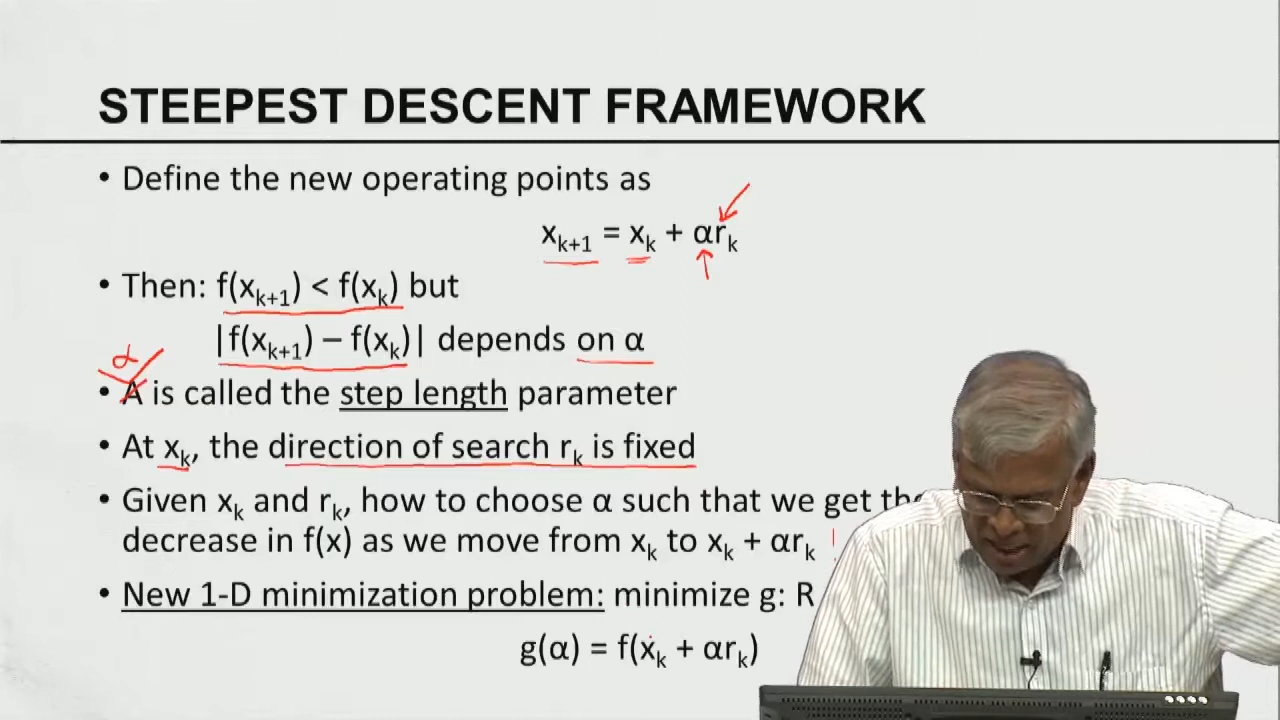 STEEPEST DESCENT FRAMEWORK
• Define the new operating points as
xₖ₊₁ = xₖ + αrₖ
• Then: f(xₖ₊₁) < f(xₖ) but
|f(xₖ₊₁) – f(xₖ)| depends on α
α
• A is called the step length parameter
• At xₖ, the direction of search rₖ is fixed
• Given xₖ and rₖ, how to choose α such that we get the
decrease in f(x) as we move from xₖ to xₖ + αrₖ
• New 1-D minimization problem: minimize g: R
g(α) = f(xₖ + αrₖ)